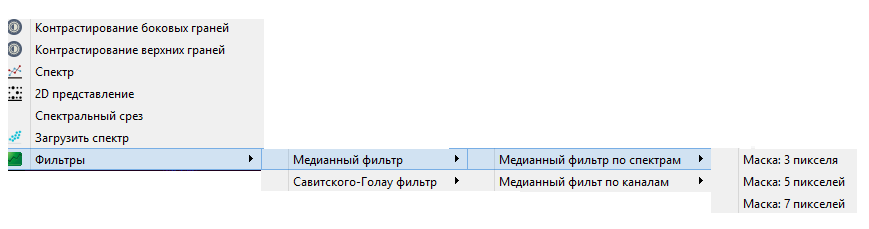 Контрастирование боковых граней
Контрастирование верхних граней
Спектр
2D представление
Спектральный срез
Загрузить спектр
Фильтры
Медианный фильтр
Савитского-Голау фильтр
Медианный фильтр по спектрам
Медианный фильт по каналам
Маска: 3 пикселя
Маска: 5 пикселей
Маска: 7 пикселей